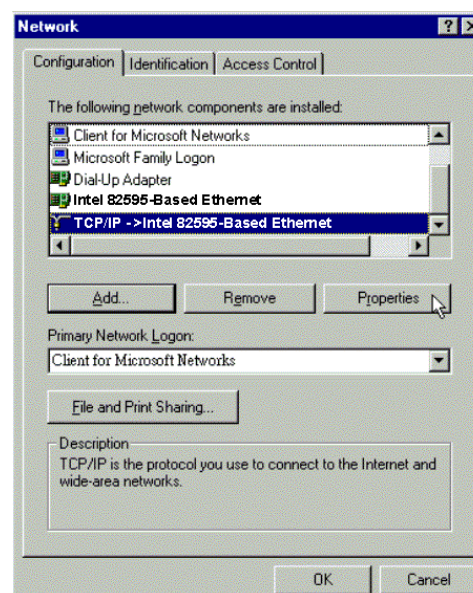 Network
Configuration Identification Access Control
The following network components are installed:
Client for Microsoft Networks
Microsoft Family Logon
Dial-Up Adapter
Intel 82595-Based Ethernet
TCP/IP ->Intel 82595-Based Ethernet
Add... Remove Properties
Primary Network Logon:
Client for Microsoft Networks
File and Print Sharing...
Description
TCP/IP is the protocol you use to connect to the Internet and
wide-area networks.
OK Cancel